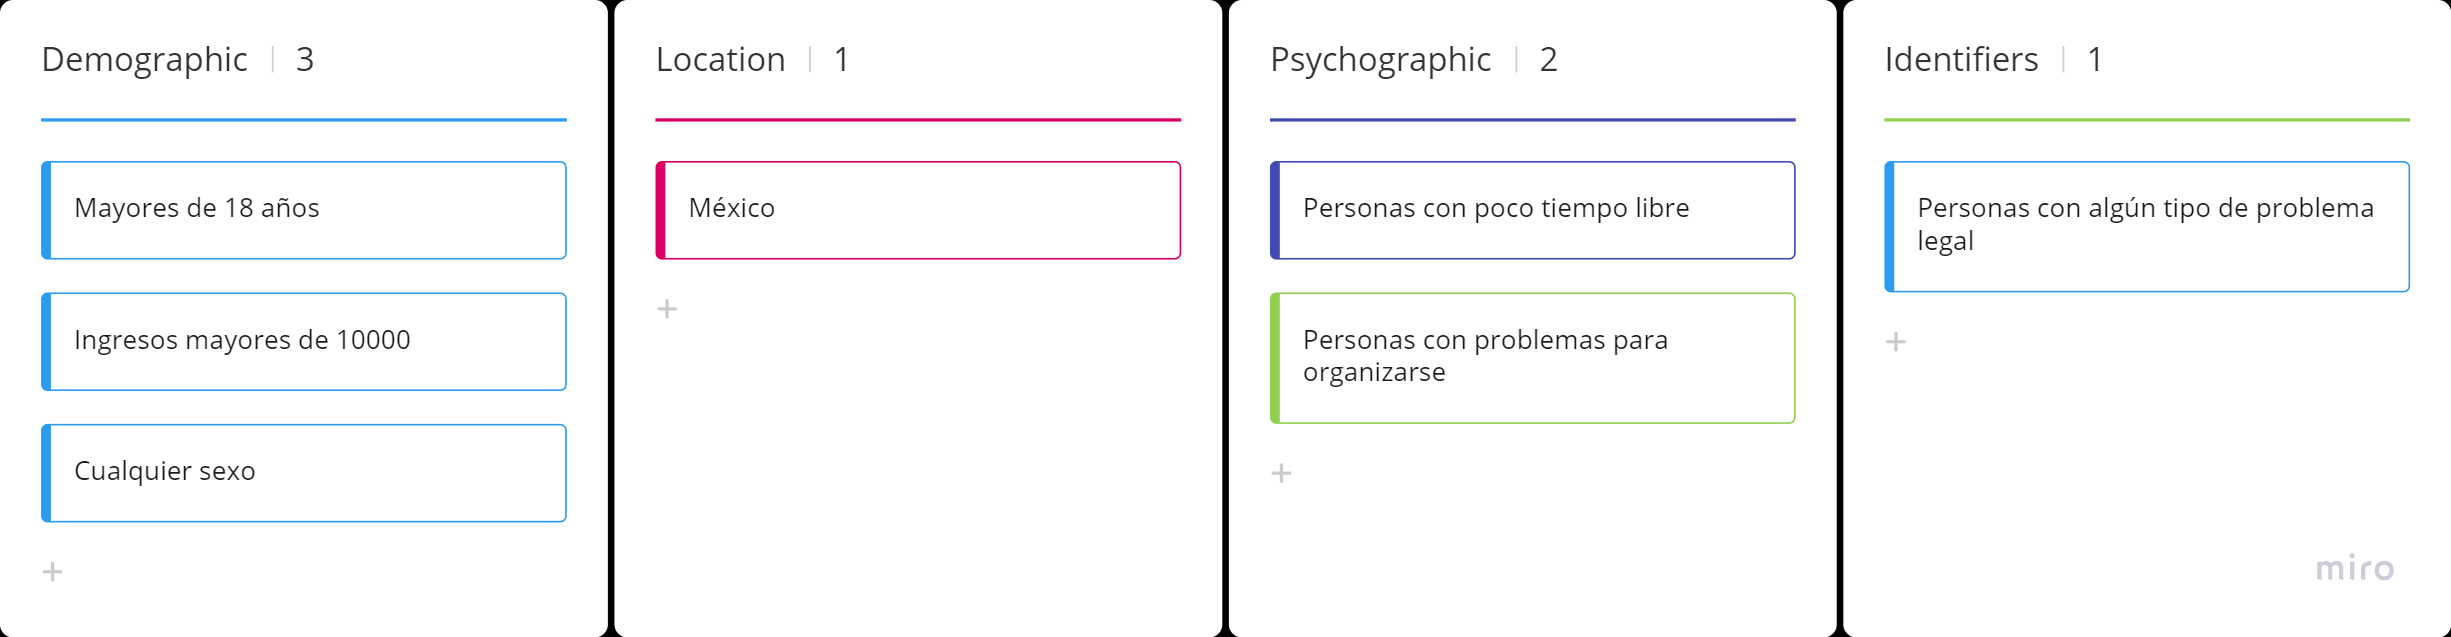 Demographic | 3
Mayores de 18 años
Ingresos mayores de 10000
Cualquier sexo
+
Location | 1
México
+
Psychographic | 2
Personas con poco tiempo libre
Personas con problemas para
organizarse
+
Identifiers | 1
Personas con algún tipo de problema
legal
+
miro